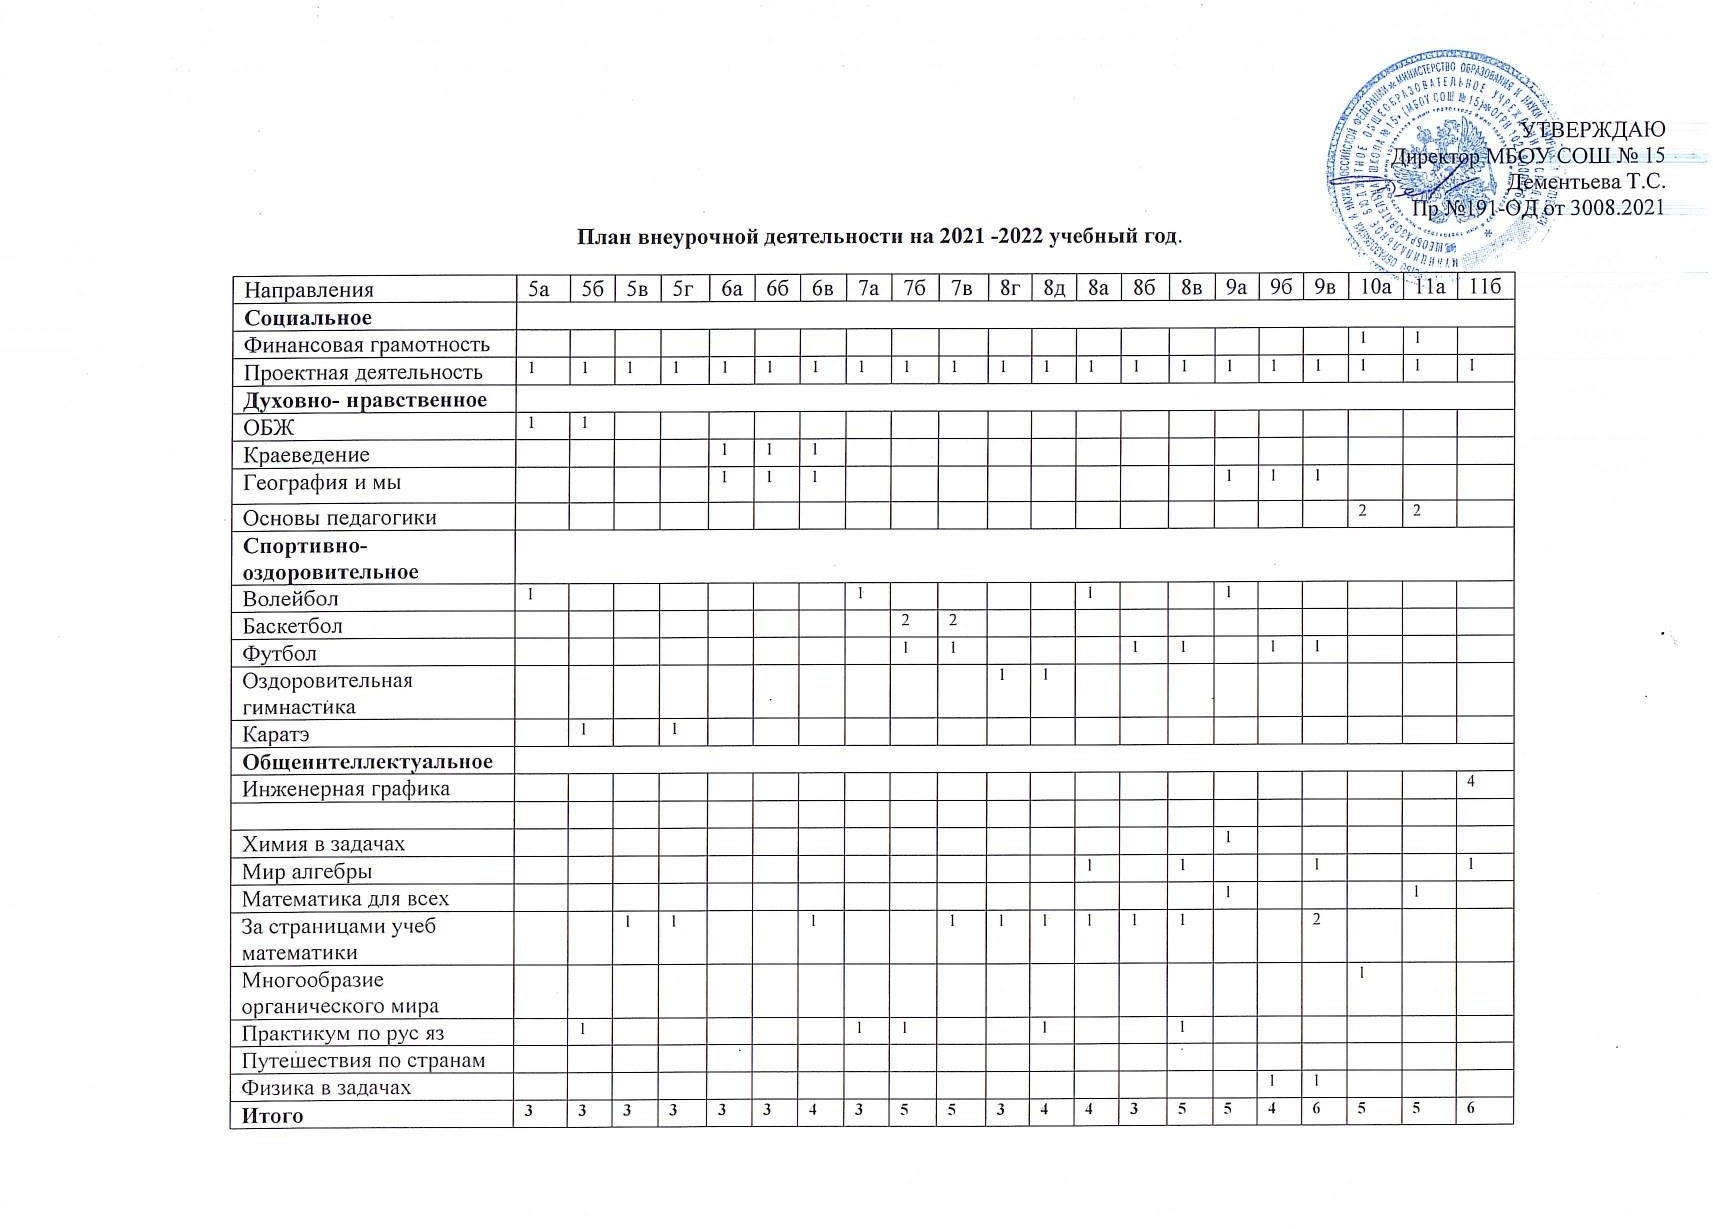 УТВЕРЖДАЮ
Директор МБОУ СОШ № 15
Дементьева Т.С.
Пр №191-ОД от 3008.2021
План внеурочной деятельности на 2021 -2022 учебный год.
Направления 5а 5б 5в 5г 6а 6б 6в 7а 7б 7в 8г 8д 8а 8б 8в 9а 9б 9в 10а 11а 11б
Социальное
Финансовая грамотность 1 1
Проектная деятельность 1 1 1 1 1 1 1 1 1 1 1 1 1 1 1 1 1 1 1 1 1
Духовно- нравственное
ОБЖ 1 1
Краеведение 1 1 1
География и мы 1 1 1 1 1 1
Основы педагогики 2 2
Спортивно-
оздоровительное
Волейбол 1 1 1 1
Баскетбол 2 2
Футбол 1 1 1 1 1 1
Оздоровительная 1 1
гимнастика
Каратэ 1 1
Общеинтеллектуальное
Инженерная графика 4
Химия в задачах 1
Мир алгебры 1 1 1 1
Математика для всех 1 1
За страницами учеб 1 1 1 1 1 1 1 1 1 2
математики
Многообразие 1
органического мира
Практикум по рус яз 1 1 1 1 1
Путешествия по странам
Физика в задачах 1 1
Итого 3 3 3 3 3 3 4 3 5 5 3 4 4 3 5 5 4 6 5 5 6